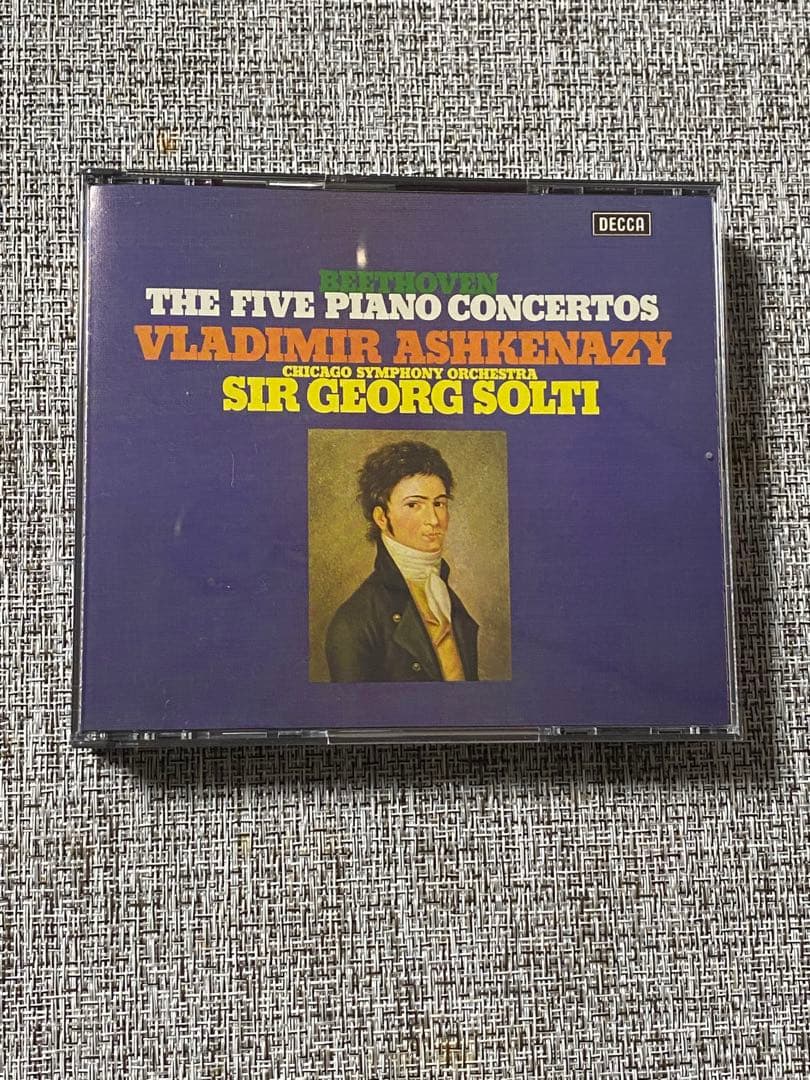 DECCA
BEETHOVEN
THE FIVE PIANO CONCERTOS
VLADIMIR ASHKENAZY
CHICAGO SYMPHONY ORCHESTRA
SIR GEORG SOLTI